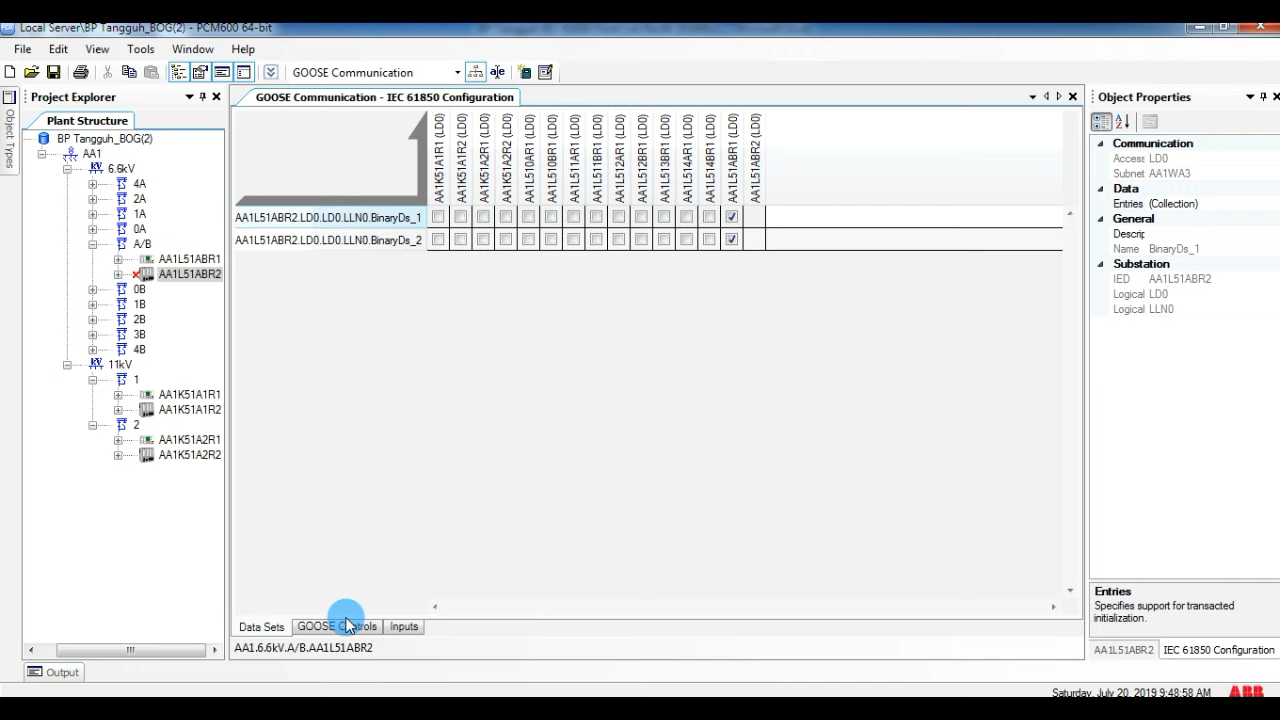 Local Server\BP Tangguh_BOG(2) - PCM600 64-bit
File Edit View Tools Window Help
GOOSE Communication
Project Explorer
GOOSE Communication - IEC 61850 Configuration
Object Properties
Object Types
Plant Structure
BP Tangguh_BOG(2)
AA1
6.6kV
4A
2A
1A
0A
A/B
AA1L51ABR1
AA1L51ABR2
0B
1B
2B
3B
4B
11kV
1
AA1K51A1R1
AA1K51A1R2
2
AA1K51A2R1
AA1K51A2R2
AA1K51A1R1 (LD0)
AA1K51A1R2 (LD0)
AA1K51A2R1 (LD0)
AA1K51A2R2 (LD0)
AA1L510AR1 (LD0)
AA1L510BR1 (LD0)
AA1L511AR1 (LD0)
AA1L511BR1 (LD0)
AA1L512AR1 (LD0)
AA1L512BR1 (LD0)
AA1L513BR1 (LD0)
AA1L514AR1 (LD0)
AA1L514BR1 (LD0)
AA1L51ABR1 (LD0)
AA1L51ABR2 (LD0)
AA1L51ABR2.LD0.LD0.LLN0.BinaryDs_1
AA1L51ABR2.LD0.LD0.LLN0.BinaryDs_2
Data Sets GOOSE Controls Inputs
AA1.6.6kV.A/B.AA1L51ABR2
Communication
Access LD0
Subnet AA1WA3
Data
Entries (Collection)
General
Descrip
Name BinaryDs_1
Substation
IED AA1L51ABR2
Logical LD0
Logical LLN0
Entries
Specifies support for transacted
initialization.
AA1L51ABR2 IEC 61850 Configuration
Output
Saturday, July 20, 2019 9:48:58 AM ABB